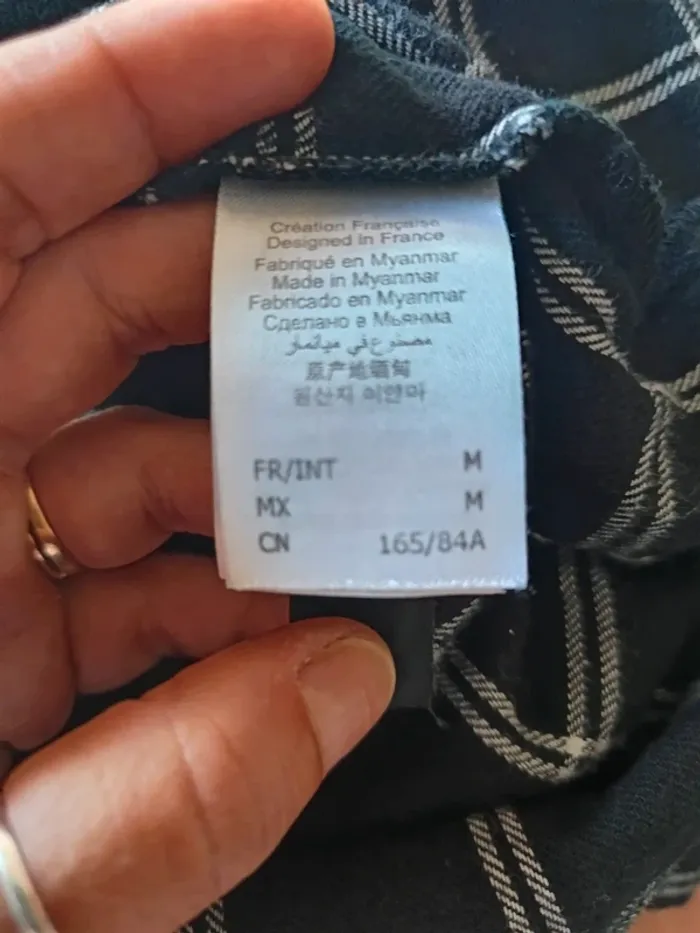 Création Française
Designed in France
Fabriqué en Myanmar
Made in Myanmar
Fabricado en Myanmar
Сделано в Мьянма
مصنوع في ميانمار
原产地缅甸
원산지 미얀마
FR/INT M
MX M
CN 165/84A